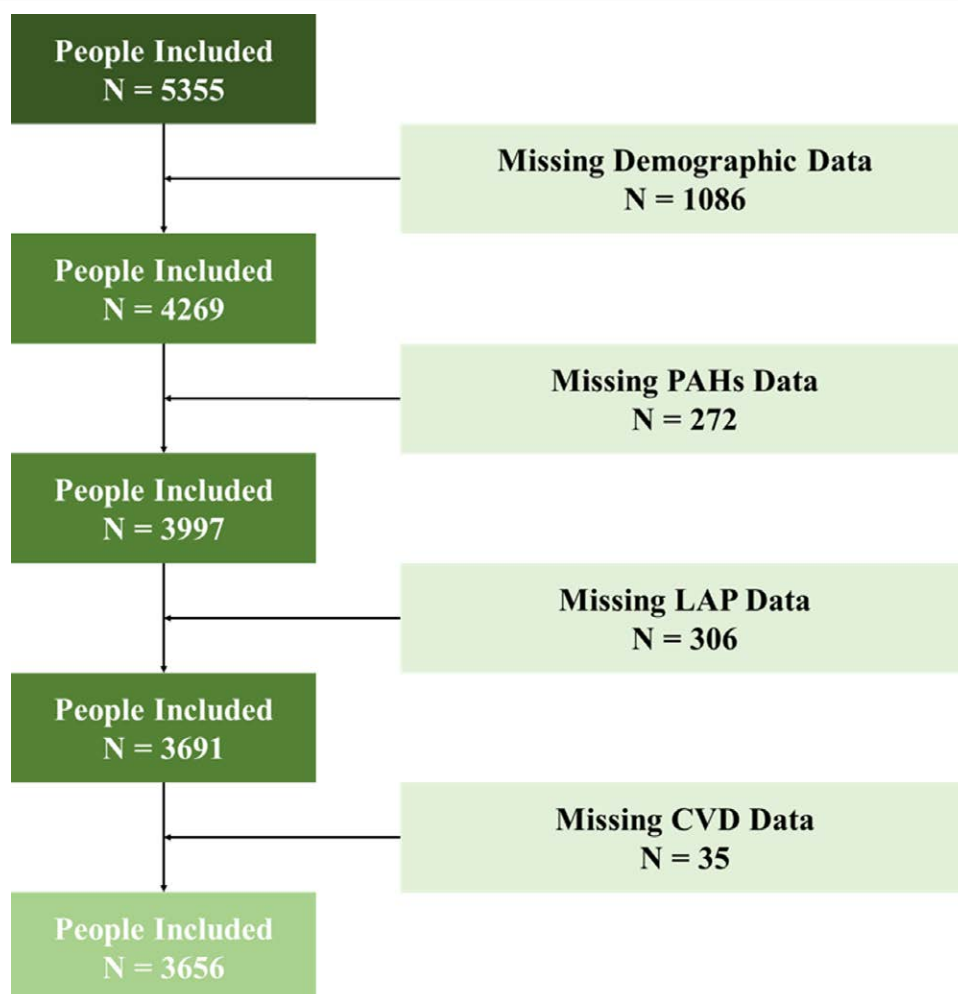 People Included
N = 5355
Missing Demographic Data
N = 1086
People Included
N = 4269
Missing PAHs Data
N = 272
People Included
N = 3997
Missing LAP Data
N = 306
People Included
N = 3691
Missing CVD Data
N = 35
People Included
N = 3656